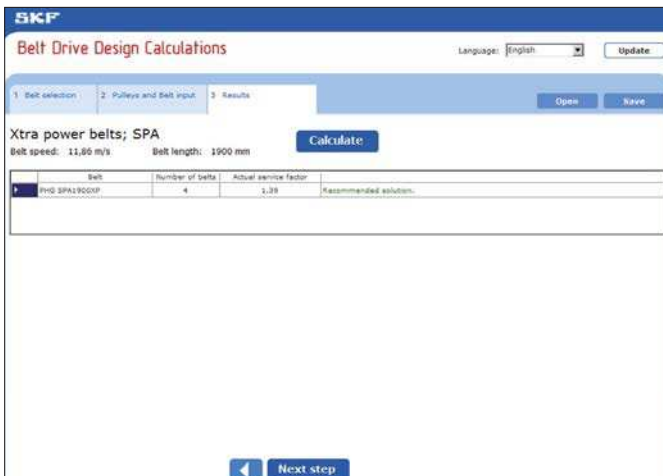 SKF
Belt Drive Design Calculations
Language: English Update
1 Belt selection 2 Pulleys and Belt input 3 Results
Open Save
Xtra power belts; SPA
Calculate
Belt speed: 11,86 m/s Belt length: 1900 mm
Belt Number of belts Actual service factor
PHG SPA1900XP 4 1.39 Recommended solution.
Next step